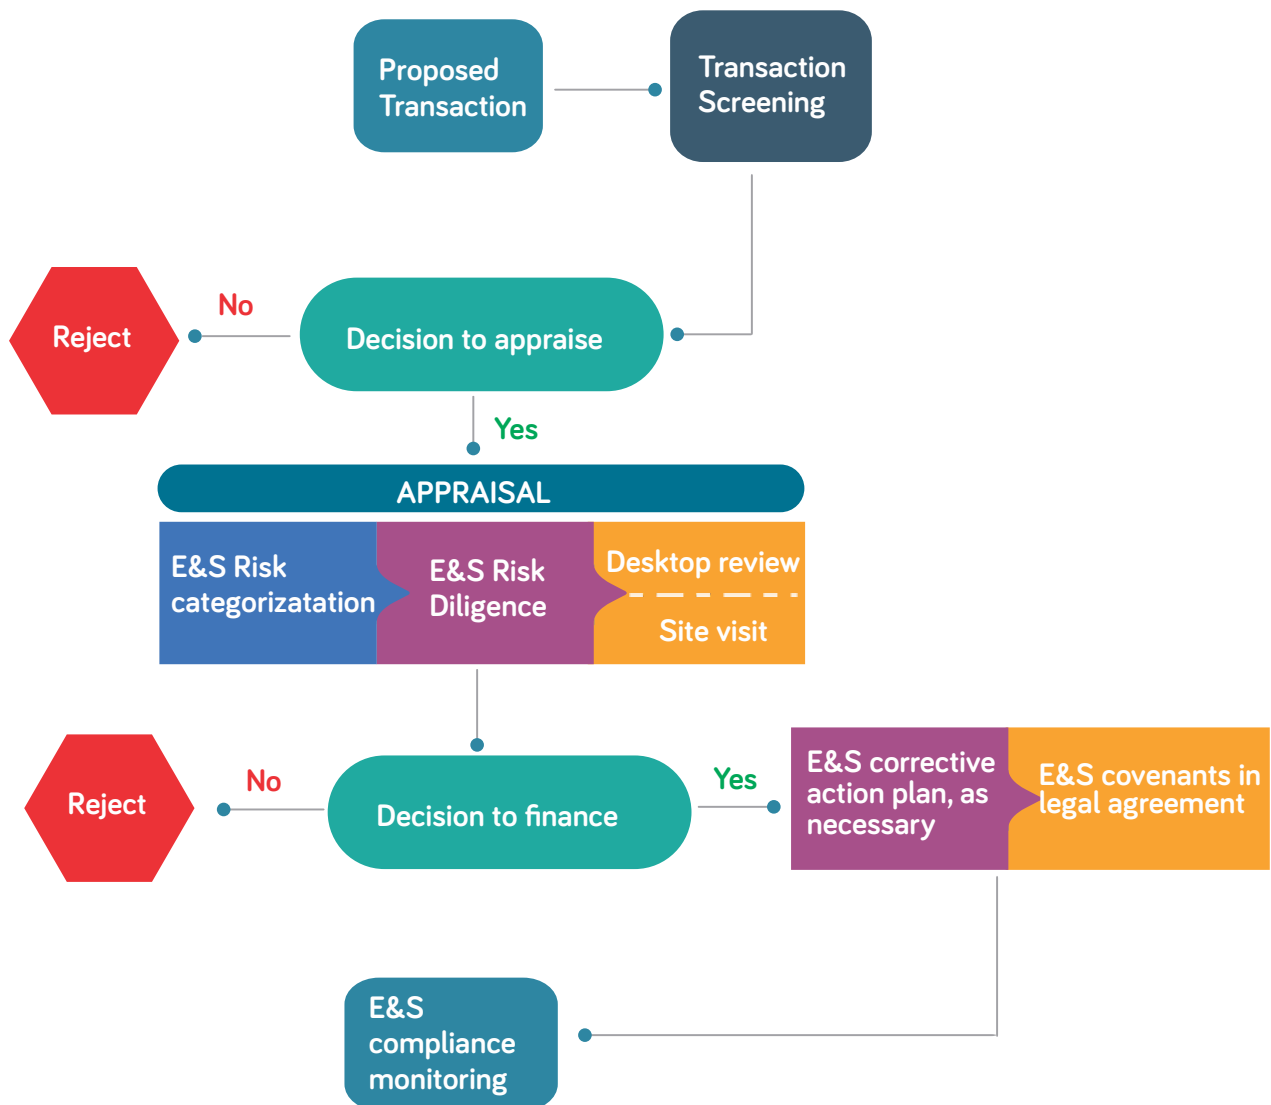 Proposed
Transaction
Transaction
Screening
No
Reject
Decision to appraise
Yes
APPRAISAL
E&S Risk
categorizatation
E&S Risk
Diligence
Desktop review
Site visit
Reject
No
Decision to finance
Yes
E&S corrective
action plan, as
necessary
E&S covenants in
legal agreement
E&S
compliance
monitoring